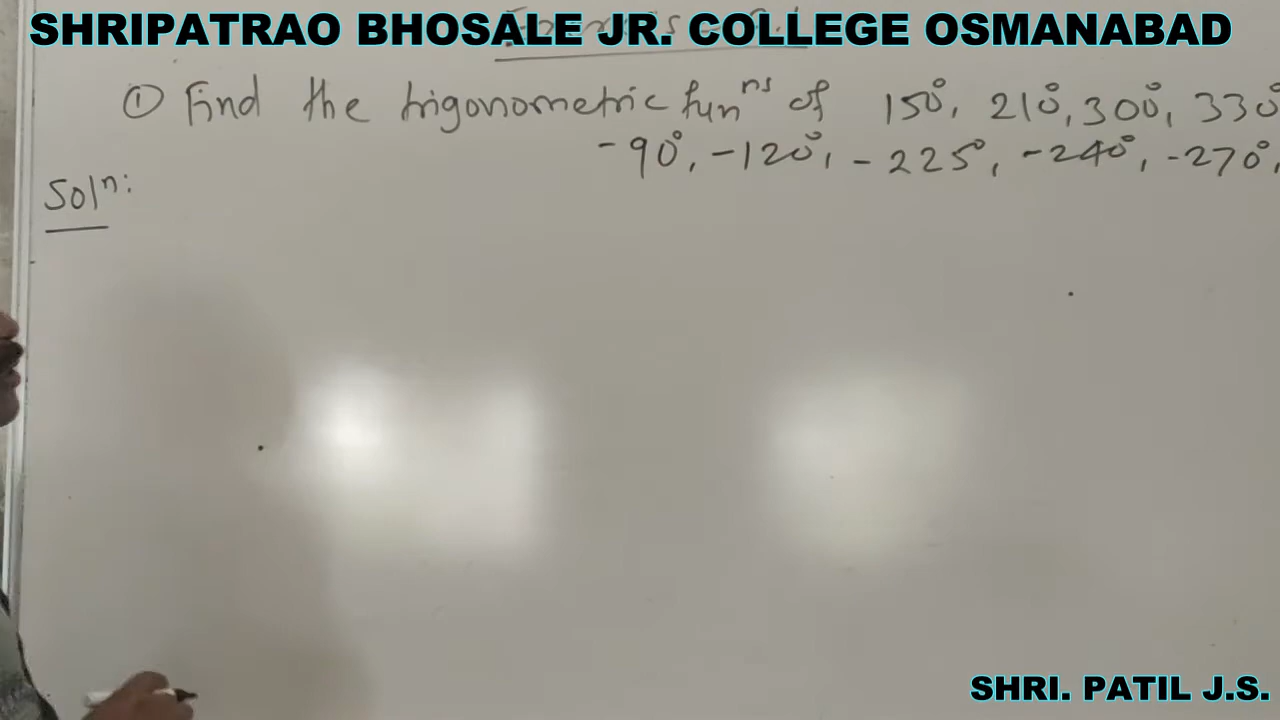 SHRIPATRAO BHOSALE JR. COLLEGE OSMANABAD
① Find the trigonometric funⁿˢ of 150°, 210°, 300°, 330°
-90°, -120°, -225°, -240°, -270°,
Solⁿ:
SHRI. PATIL J.S.